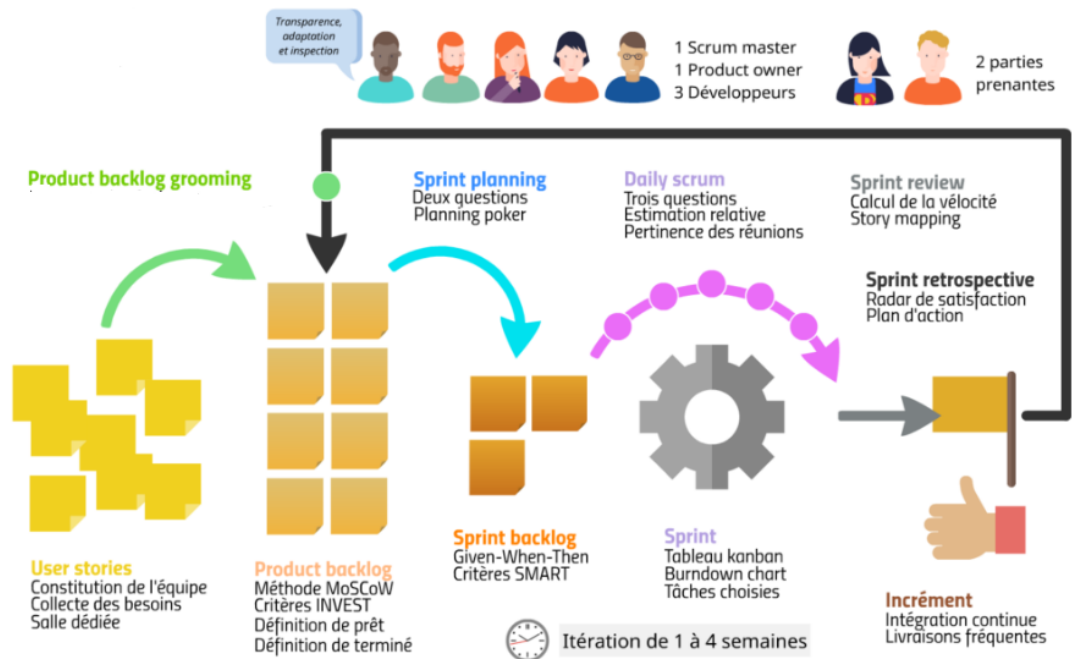 Transparence,
adaptation
et inspection
1 Scrum master
1 Product owner
3 Développeurs
2 parties
prenantes
Product backlog grooming
Sprint planning
Deux questions
Planning poker
Daily scrum
Trois questions
Estimation relative
Pertinence des réunions
Sprint review
Calcul de la vélocité
Story mapping
Sprint retrospective
Radar de satisfaction
Plan d'action
User stories
Constitution de l'équipe
Collecte des besoins
Salle dédiée
Product backlog
Méthode MoSCoW
Critères INVEST
Définition de prêt
Définition de terminé
Sprint backlog
Given-When-Then
Critères SMART
Sprint
Tableau kanban
Burndown chart
Tâches choisies
Incrément
Intégration continue
Livraisons fréquentes
Itération de 1 à 4 semaines